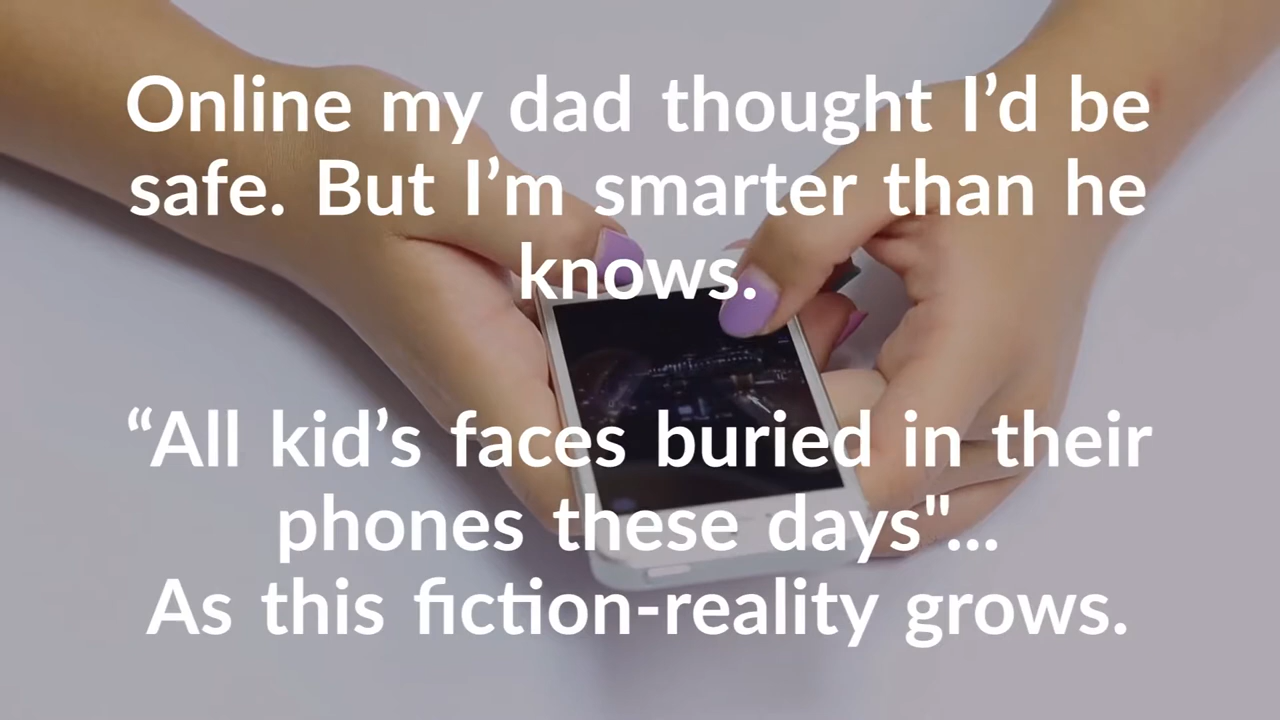 Online my dad thought I’d be
safe. But I’m smarter than he
knows.
“All kid’s faces buried in their
phones these days"...
As this fiction-reality grows.